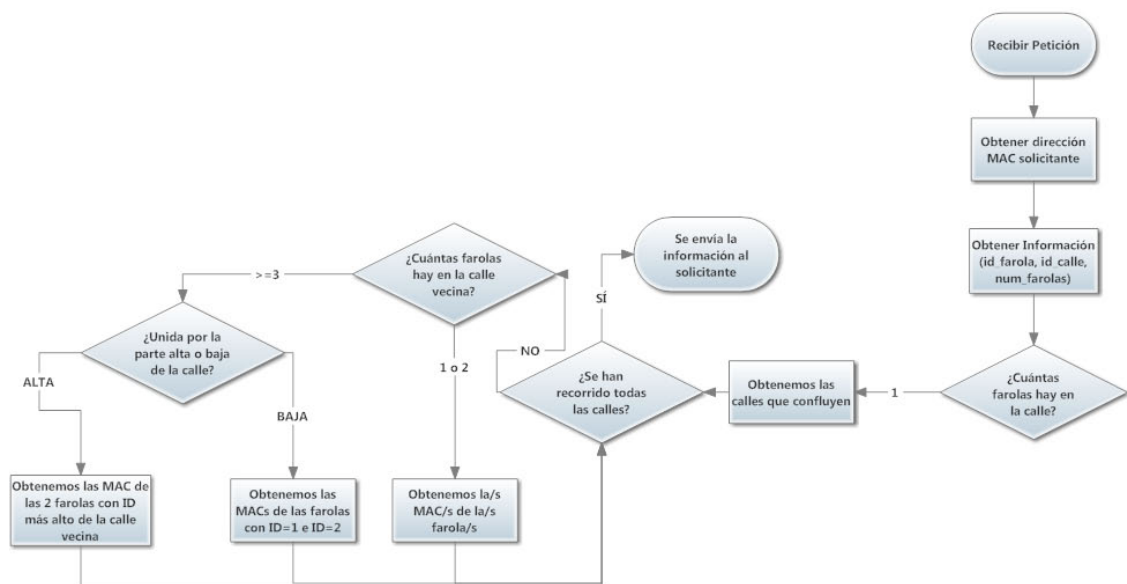 Recibir Petición
Obtener dirección
MAC solicitante
Obtener Información
(id_farola, id_calle,
num_farolas)
¿Cuántas
farolas hay en
la calle?
1
Obtenemos las
calles que confluyen
¿Se han
recorrido todas
las calles?
SÍ
Se envía la
información al
solicitante
NO
¿Cuántas farolas
hay en la calle
vecina?
>=3
1 o 2
¿Unida por la
parte alta o baja
de la calle?
ALTA
BAJA
Obtenemos las MAC de
las 2 farolas con ID
más alto de la calle
vecina
Obtenemos las
MACs de las farolas
con ID=1 e ID=2
Obtenemos la/s
MAC/s de la/s
farola/s